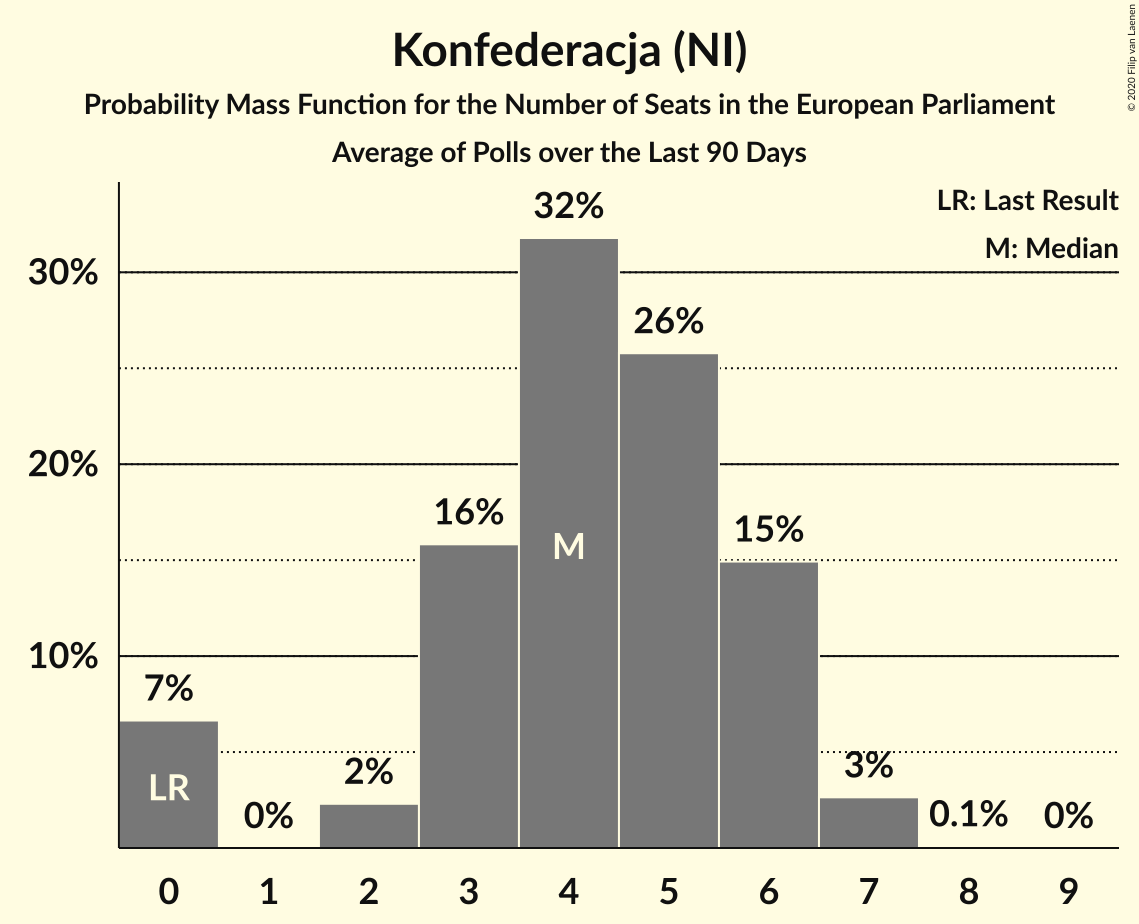 Konfederacja (NI)
Probability Mass Function for the Number of Seats in the European Parliament
Average of Polls over the Last 90 Days
© 2020 Filip van Laenen
LR: Last Result
M: Median
32%
30%
26%
20%
16%
15%
M
10%
7%
LR
2%
3%
0%
0.1%
0%
0 1 2 3 4 5 6 7 8 9